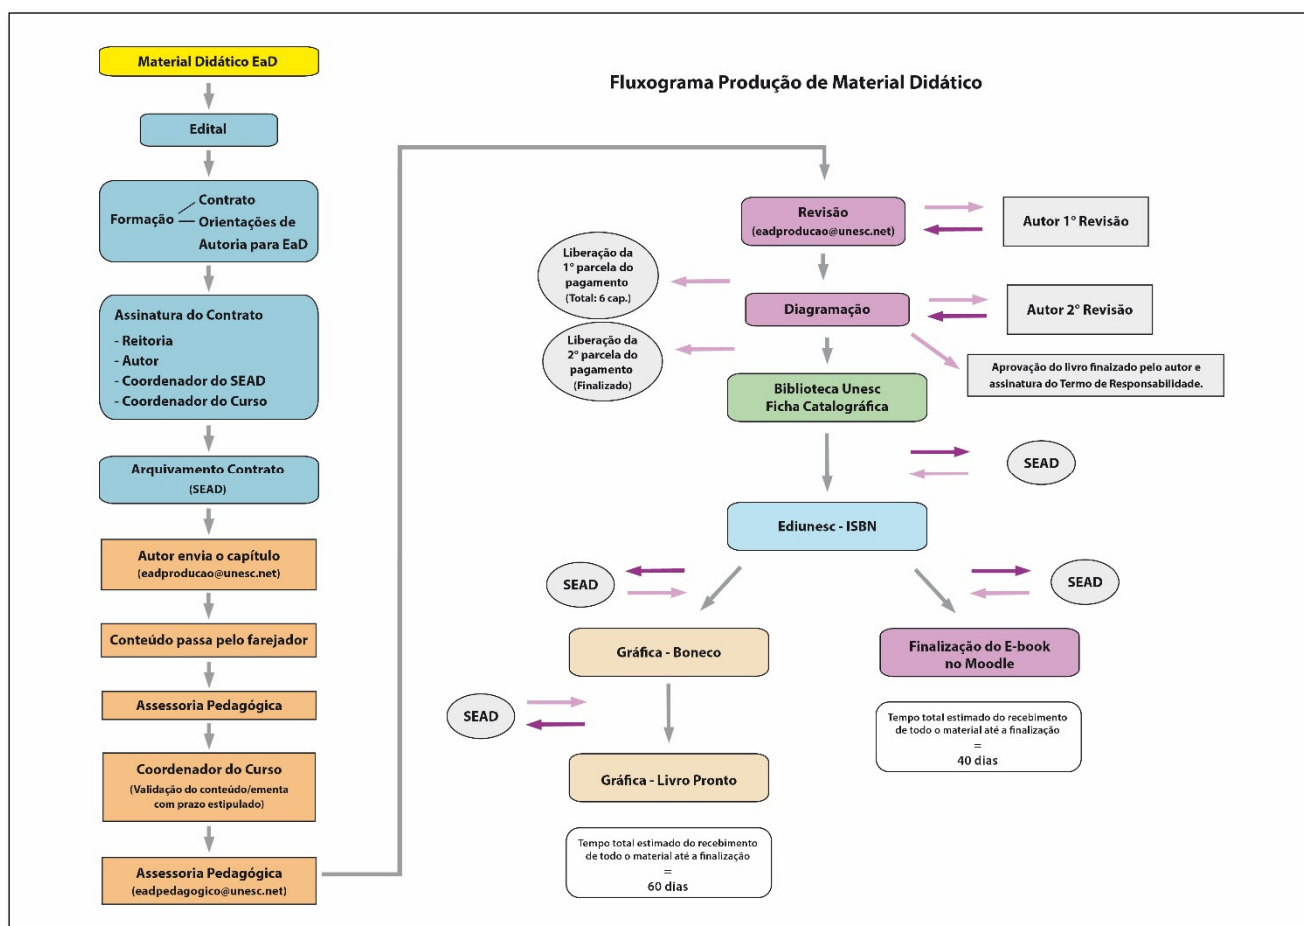 Material Didático EaD
Edital
Formação
Contrato
Orientações de
Autoria para EaD
Assinatura do Contrato
- Reitoria
- Autor
- Coordenador do SEAD
- Coordenador do Curso
Arquivamento Contrato
(SEAD)
Autor envia o capítulo
(eadproducao@unesc.net)
Conteúdo passa pelo farejador
Assessoria Pedagógica
Coordenador do Curso
(Validação do conteúdo/ementa
com prazo estipulado)
Assessoria Pedagógica
(eadpedagogico@unesc.net)
Fluxograma Produção de Material Didático
Revisão
(eadproducao@unesc.net)
Autor 1° Revisão
Liberação da
1° parcela do
pagamento
(Total: 6 cap.)
Diagramação
Autor 2° Revisão
Liberação da
2° parcela do
pagamento
(Finalizado)
Aprovação do livro finaizado pelo autor e
assinatura do Termo de Responsabilidade.
Biblioteca Unesc
Ficha Catalográfica
SEAD
Ediunesc - ISBN
SEAD
SEAD
Gráfica - Boneco
Finalização do E-book
no Moodle
SEAD
Tempo total estimado do recebimento
de todo o material até a finalização
=
40 dias
Gráfica - Livro Pronto
Tempo total estimado do recebimento
de todo o material até a finalização
=
60 dias